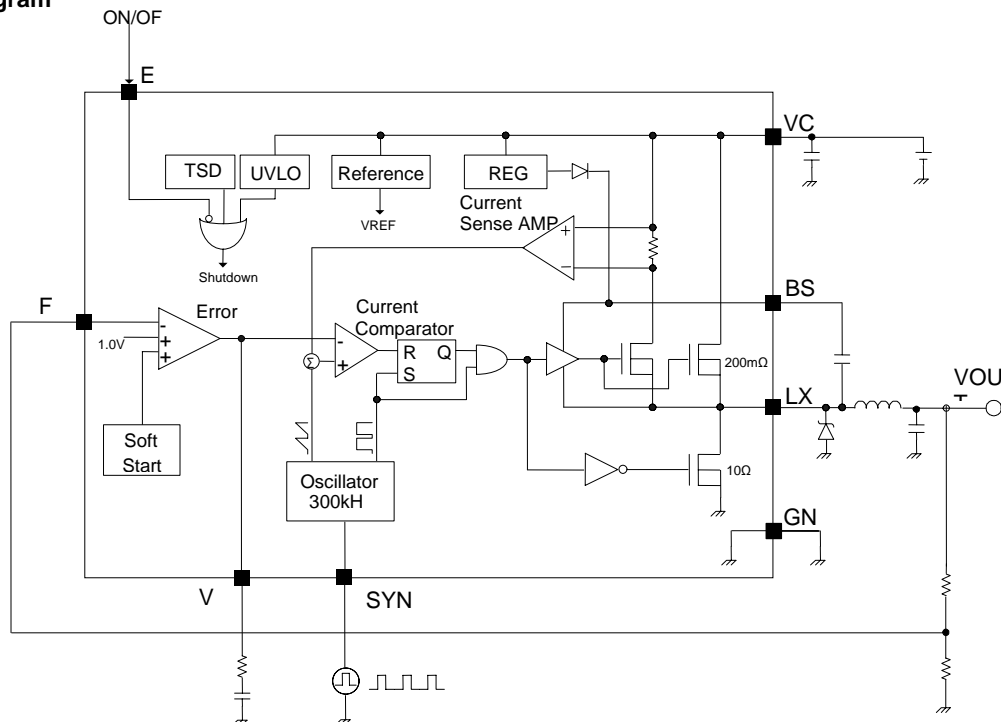 gram
ON/OF
E
VC
TSD
UVLO
Reference
REG
Current
Sense AMP
VREF
+
−
Shutdown
BS
F
Error
Current
Comparator
-
1.0V
+
+
-
+
Σ
R Q
S
200mΩ
LX
VOU
Soft
Start
Oscillator
300kH
10Ω
GN
V
SYN